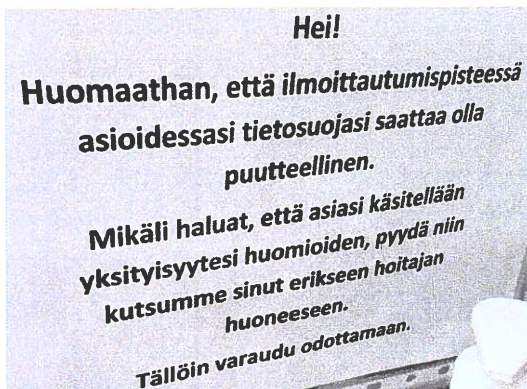 Hei!
Huomaathan, että ilmoittautumispisteessä
asioidessasi tietosuojasi saattaa olla
puutteellinen.
Mikäli haluat, että asiasi käsitellään
yksityisyytesi huomioiden, pyydä niin
kutsumme sinut erikseen hoitajan
huoneeseen.
Tällöin varaudu odottamaan.